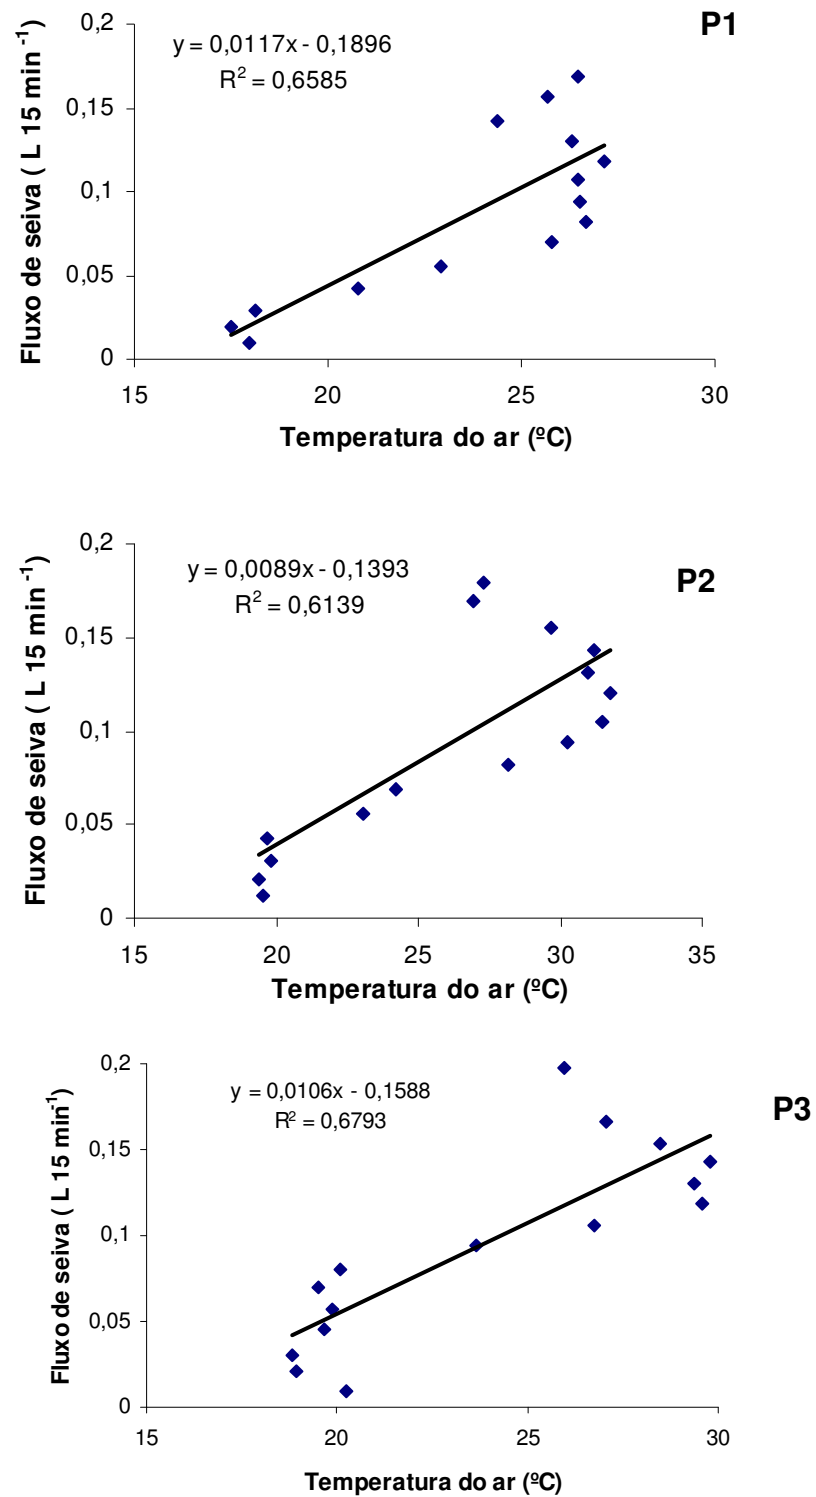 P1
0,2
y = 0,0117x - 0,1896
R² = 0,6585
0,15
0,1
0,05
0
15 20 25 30
Fluxo de seiva ( L 15 min -1)
Temperatura do ar (ºC)
P2
0,2
y = 0,0089x - 0,1393
R² = 0,6139
0,15
0,1
0,05
0
15 20 25 30 35
Fluxo de seiva ( L 15 min -1)
Temperatura do ar (ºC)
P3
0,2
y = 0,0106x - 0,1588
R² = 0,6793
0,15
0,1
0,05
0
15 20 25 30
Fluxo de seiva ( L 15 min-1)
Temperatura do ar (ºC)